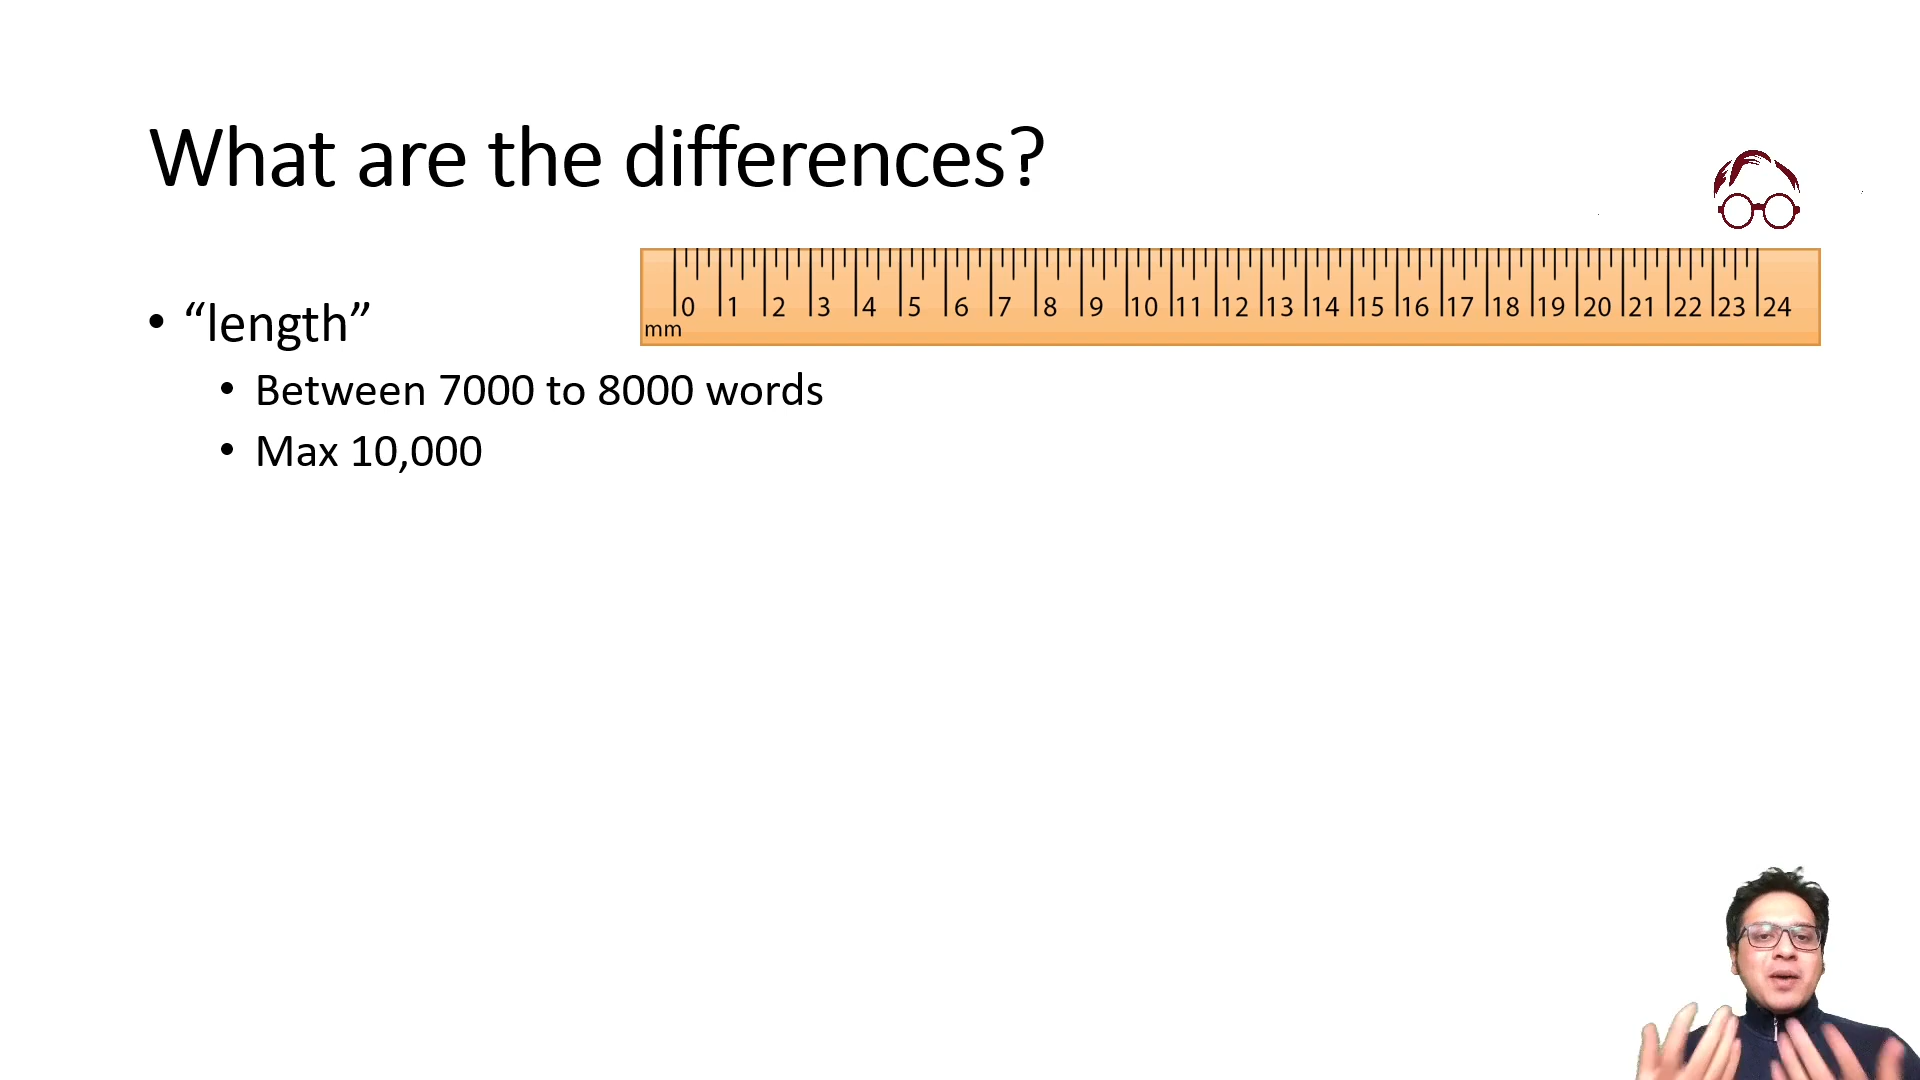 What are the differences?
0 1 2 3 4 5 6 7 8 9 10 11 12 13 14 15 16 17 18 19 20 21 22 23 24
mm
• “length”
• Between 7000 to 8000 words
• Max 10,000